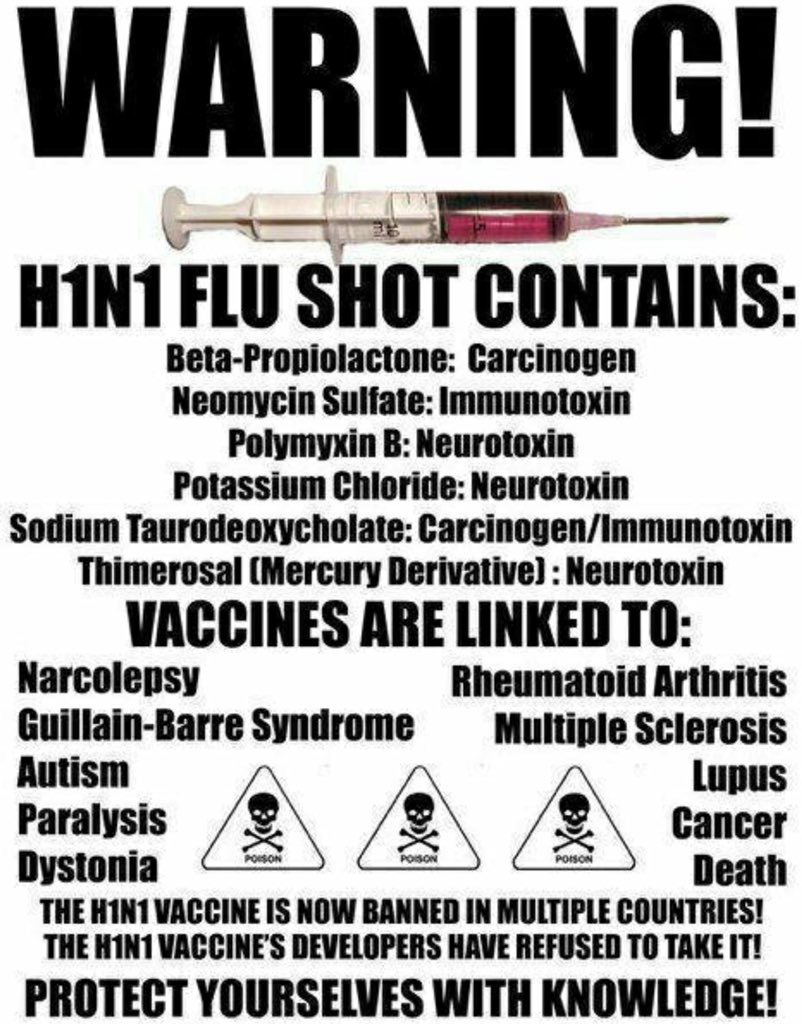 WARNING!
mL 10 5
H1N1 FLU SHOT CONTAINS:
Beta-Propiolactone: Carcinogen
Neomycin Sulfate: Immunotoxin
Polymyxin B: Neurotoxin
Potassium Chloride: Neurotoxin
Sodium Taurodeoxycholate: Carcinogen/Immunotoxin
Thimerosal (Mercury Derivative) : Neurotoxin
VACCINES ARE LINKED TO:
Narcolepsy
Guillain-Barre Syndrome
Autism
Paralysis
Dystonia
Rheumatoid Arthritis
Multiple Sclerosis
Lupus
Cancer
Death
POISON
POISON
POISON
THE H1N1 VACCINE IS NOW BANNED IN MULTIPLE COUNTRIES!
THE H1N1 VACCINE'S DEVELOPERS HAVE REFUSED TO TAKE IT!
PROTECT YOURSELVES WITH KNOWLEDGE!